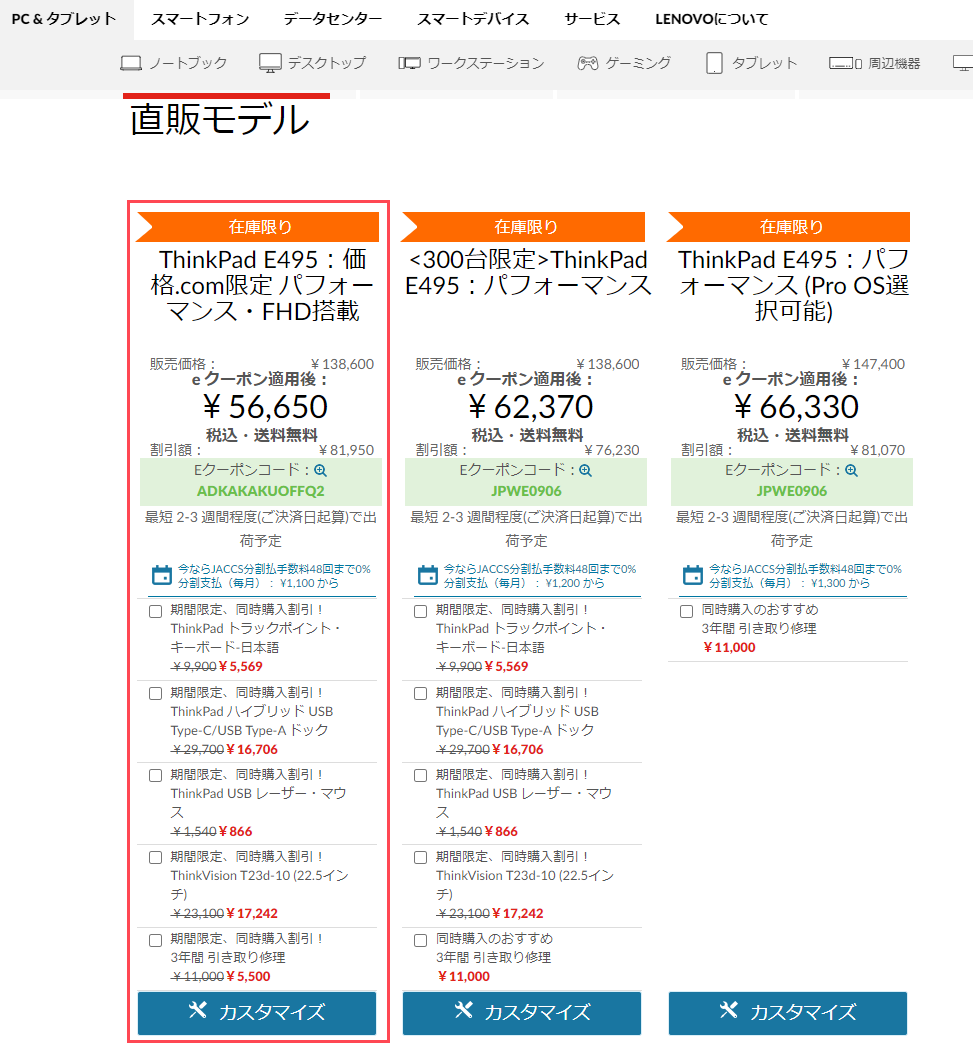 PC & タブレット スマートフォン データセンター スマートデバイス サービス LENOVOについて
ノートブック デスクトップ ワークステーション ゲーミング タブレット 周辺機器
直販モデル
在庫限り
ThinkPad E495：価
格.com限定 パフォー
マンス・FHD搭載
販売価格： ￥138,600
e クーポン適用後：
￥56,650
税込・送料無料
割引額： ￥81,950
Eクーポンコード：
ADKAKAKUOFFQ2
最短 2-3 週間程度(ご決済日起算)で出
荷予定
今ならJACCS分割払手数料48回まで0%
分割支払（毎月）： ¥1,100 から
期間限定、同時購入割引！
ThinkPad トラックポイント・
キーボード-日本語
￥9,900￥5,569
期間限定、同時購入割引！
ThinkPad ハイブリッド USB
Type-C/USB Type-A ドック
￥29,700￥16,706
期間限定、同時購入割引！
ThinkPad USB レーザー・マウ
ス
￥1,540￥866
期間限定、同時購入割引！
ThinkVision T23d-10 (22.5イン
チ)
￥23,100￥17,242
期間限定、同時購入割引！
3年間 引き取り修理
￥11,000￥5,500
カスタマイズ
在庫限り
<300台限定>ThinkPad
E495：パフォーマンス
販売価格： ￥138,600
e クーポン適用後：
￥62,370
税込・送料無料
割引額： ￥76,230
Eクーポンコード：
JPWE0906
最短 2-3 週間程度(ご決済日起算)で出
荷予定
今ならJACCS分割払手数料48回まで0%
分割支払（毎月）： ¥1,200 から
期間限定、同時購入割引！
ThinkPad トラックポイント・
キーボード-日本語
￥9,900￥5,569
期間限定、同時購入割引！
ThinkPad ハイブリッド USB
Type-C/USB Type-A ドック
￥29,700￥16,706
期間限定、同時購入割引！
ThinkPad USB レーザー・マウ
ス
￥1,540￥866
期間限定、同時購入割引！
ThinkVision T23d-10 (22.5イン
チ)
￥23,100￥17,242
同時購入のおすすめ
3年間 引き取り修理
￥11,000
カスタマイズ
在庫限り
ThinkPad E495：パフ
ォーマンス (Pro OS選
択可能)
販売価格： ￥147,400
e クーポン適用後：
￥66,330
税込・送料無料
割引額： ￥81,070
Eクーポンコード：
JPWE0906
最短 2-3 週間程度(ご決済日起算)で出
荷予定
今ならJACCS分割払手数料48回まで0%
分割支払（毎月）： ¥1,300 から
同時購入のおすすめ
3年間 引き取り修理
￥11,000
カスタマイズ